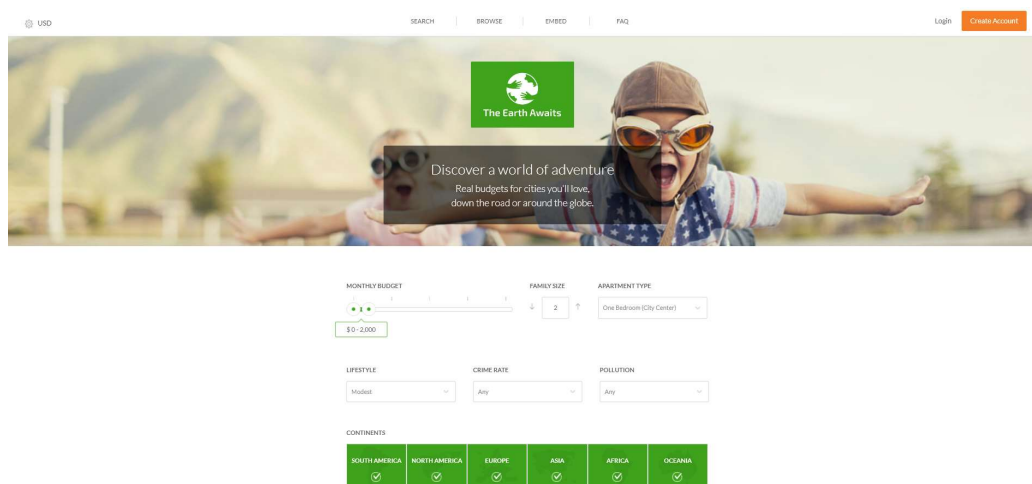 USD
SEARCH
BROWSE
EMBED
FAQ
Login
Create Account
The Earth Awaits
Discover a world of adventure
Real budgets for cities you'll love,
down the road or around the globe.
MONTHLY BUDGET
FAMILY SIZE
APARTMENT TYPE
2
One Bedroom (City Center)
$ 0 - 2,000
LIFESTYLE
CRIME RATE
POLLUTION
Modest
Any
Any
CONTINENTS
SOUTH AMERICA
NORTH AMERICA
EUROPE
ASIA
AFRICA
OCEANIA